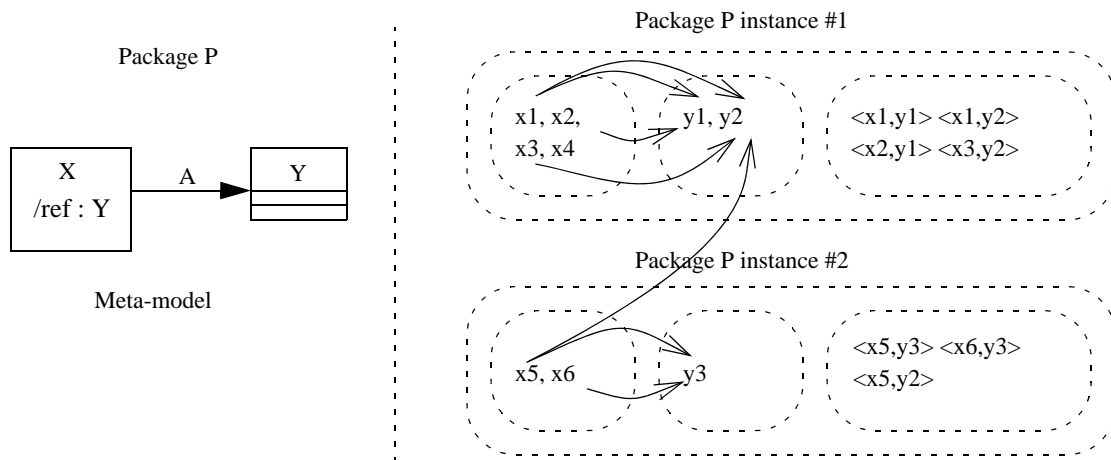 Package P
X
/ref : Y
A
Y
Meta-model
Package P instance #1
x1, x2,
x3, x4
y1, y2
<x1,y1> <x1,y2>
<x2,y1> <x3,y2>
Package P instance #2
x5, x6
y3
<x5,y3> <x6,y3>
<x5,y2>